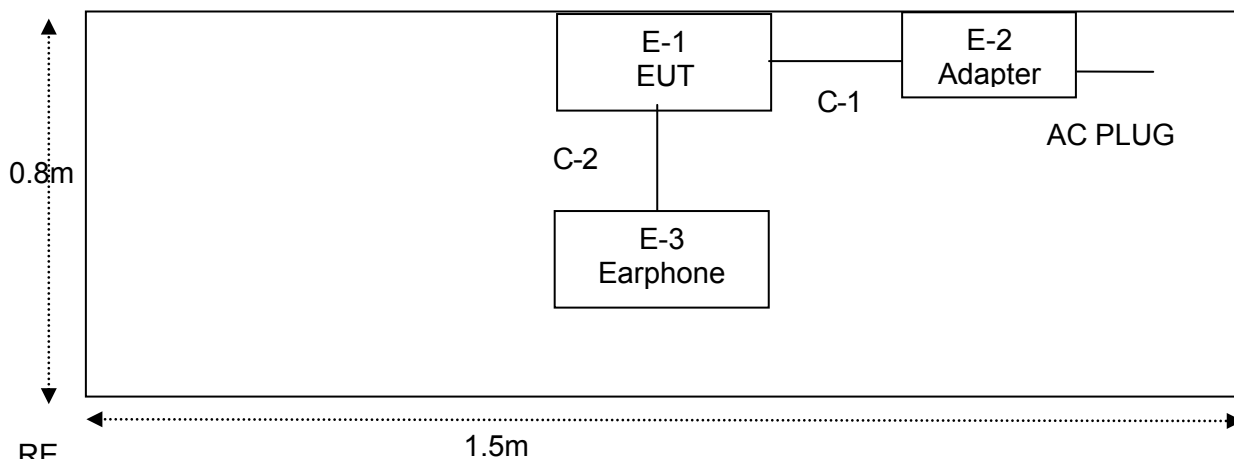 E-1
EUT
E-2
Adapter
C-1
AC PLUG
C-2
0.8m
E-3
Earphone
1.5m